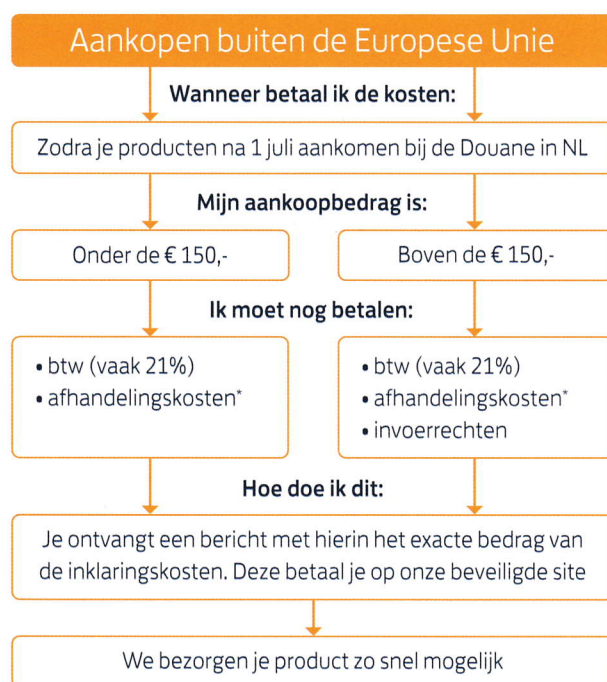 Aankopen buiten de Europese Unie
Wanneer betaal ik de kosten:
Zodra je producten na 1 juli aankomen bij de Douane in NL
Mijn aankoopbedrag is:
Onder de € 150,-
Boven de € 150,-
Ik moet nog betalen:
• btw (vaak 21%)
• afhandelingskosten*
• btw (vaak 21%)
• afhandelingskosten*
• invoerrechten
Hoe doe ik dit:
Je ontvangt een bericht met hierin het exacte bedrag van
de inklaringskosten. Deze betaal je op onze beveiligde site
We bezorgen je product zo snel mogelijk